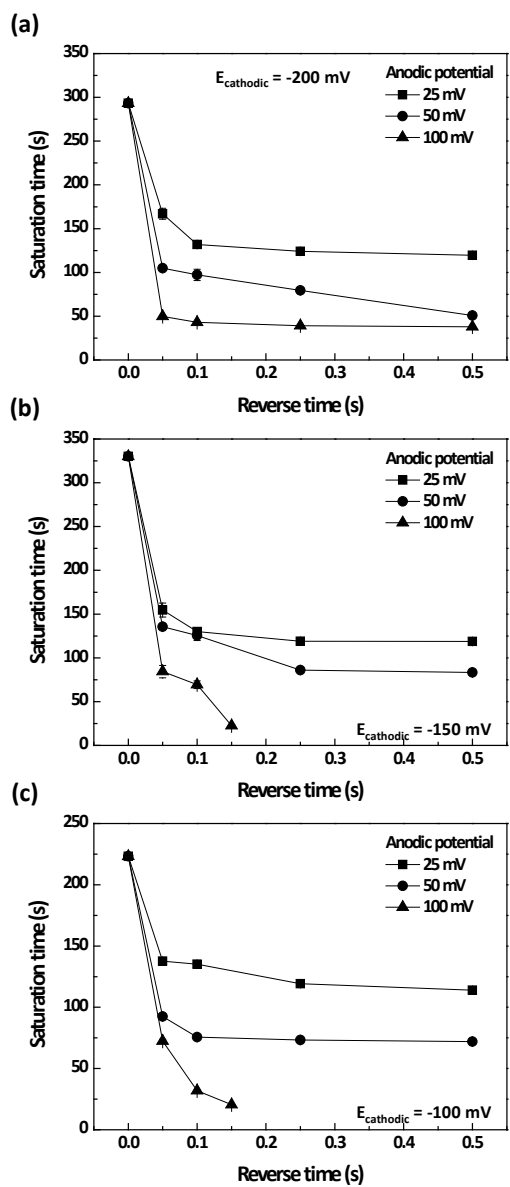 (a)
350
300
250
200
150
100
50
0
Saturation time (s)
E_cathodic = -200 mV
Anodic potential
25 mV
50 mV
100 mV
0.0 0.1 0.2 0.3 0.4 0.5
Reverse time (s)
(b)
350
300
250
200
150
100
50
0
Saturation time (s)
Anodic potential
25 mV
50 mV
100 mV
E_cathodic = -150 mV
0.0 0.1 0.2 0.3 0.4 0.5
Reverse time (s)
(c)
250
200
150
100
50
0
Saturation time (s)
Anodic potential
25 mV
50 mV
100 mV
E_cathodic = -100 mV
0.0 0.1 0.2 0.3 0.4 0.5
Reverse time (s)